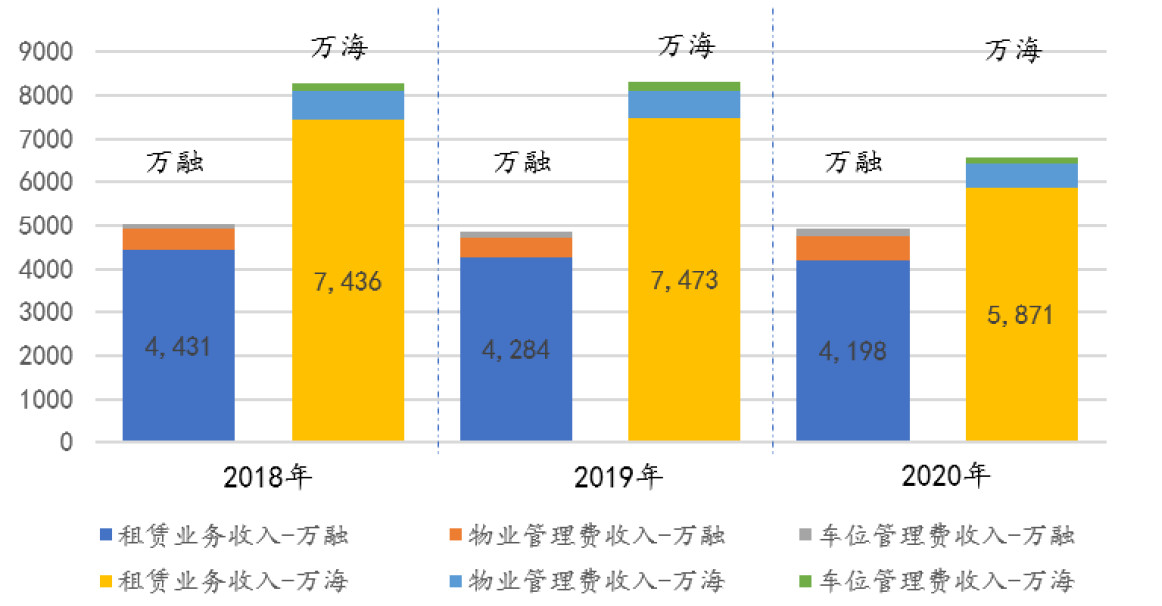 万海
万海
万海
9000
8000
7000
万融
万融
万融
6000
5000
4000
3000
2000
1000
0
7,436
7,473
5,871
4,431
4,284
4,198
2018年
2019年
2020年
租赁业务收入-万融
物业管理费收入-万融
车位管理费收入-万融
租赁业务收入-万海
物业管理费收入-万海
车位管理费收入-万海